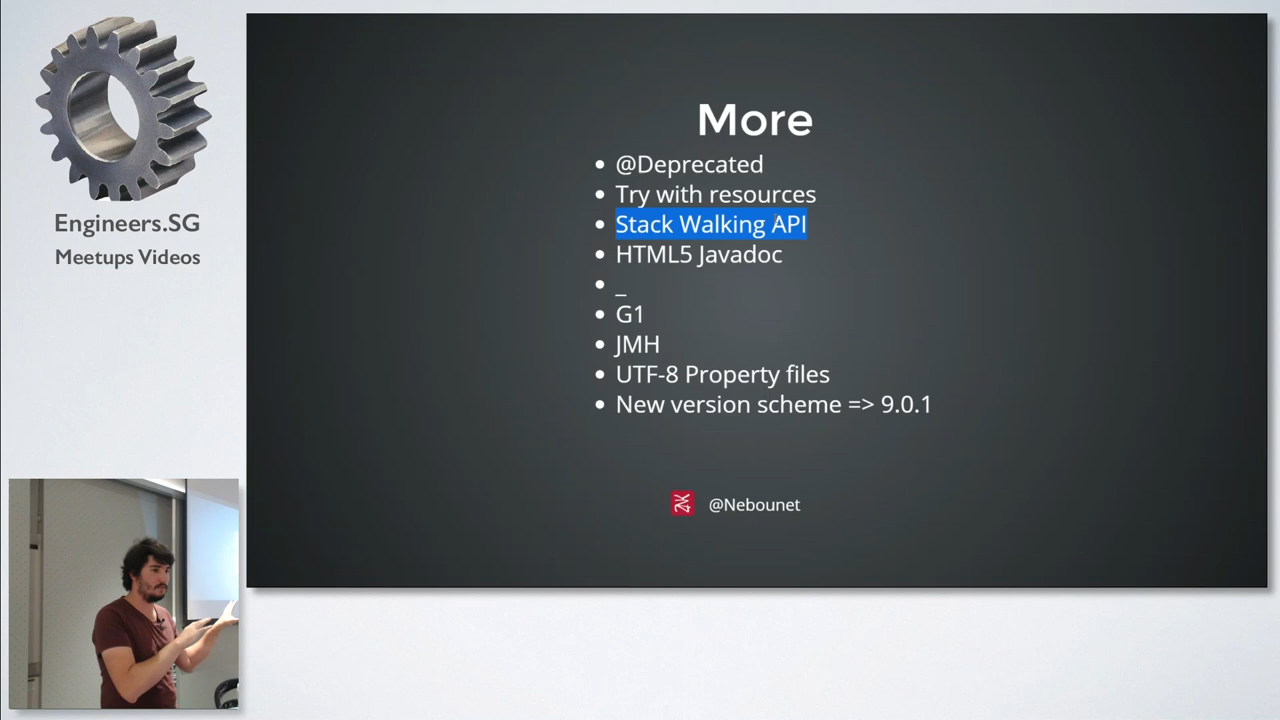 Engineers.SG
Meetups Videos
More
@Deprecated
Try with resources
Stack Walking API
HTML5 Javadoc
_
G1
JMH
UTF-8 Property files
New version scheme => 9.0.1
@Nebounet